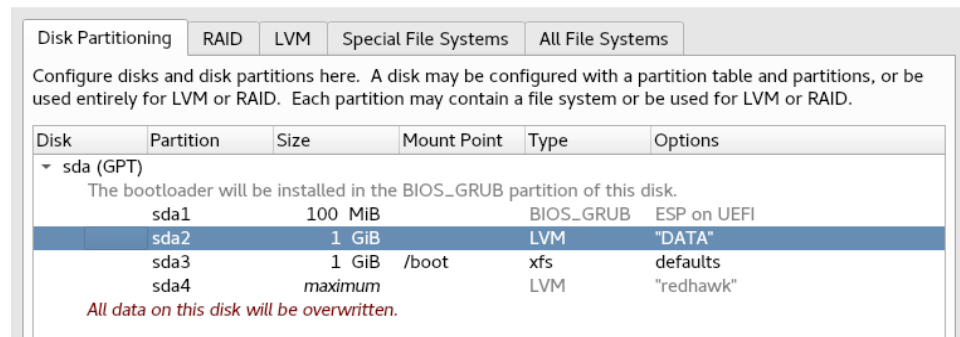 Disk Partitioning RAID LVM Special File Systems All File Systems
Configure disks and disk partitions here.  A disk may be configured with a partition table and partitions, or be
used entirely for LVM or RAID.  Each partition may contain a file system or be used for LVM or RAID.
Disk Partition Size Mount Point Type Options
sda (GPT)
The bootloader will be installed in the BIOS_GRUB partition of this disk.
sda1 100 MiB BIOS_GRUB ESP on UEFI
sda2 1 GiB LVM "DATA"
sda3 1 GiB /boot xfs defaults
sda4 maximum LVM "redhawk"
All data on this disk will be overwritten.